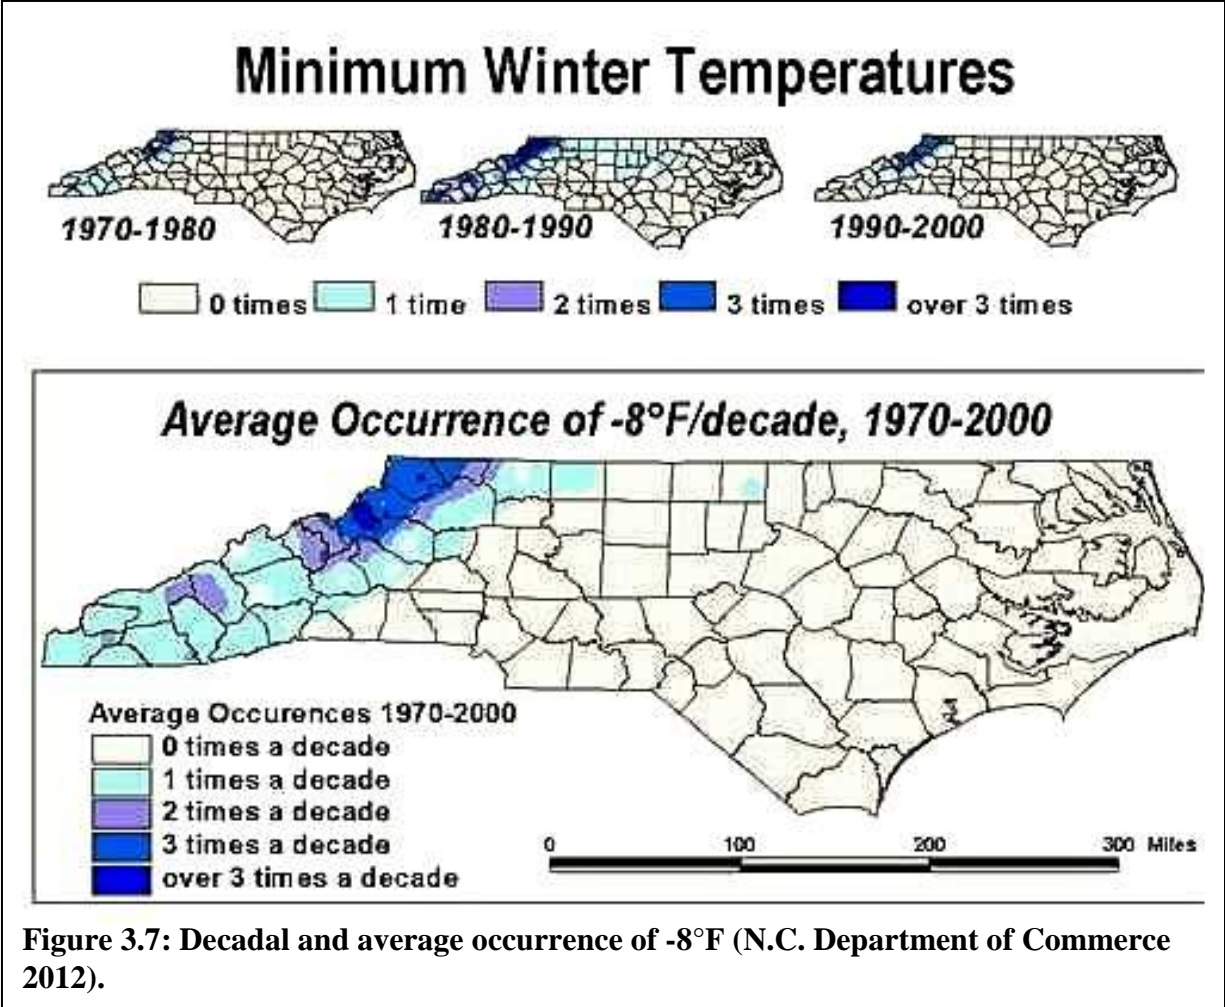 Minimum Winter Temperatures
1970-1980
1980-1990
1990-2000
0 times
1 time
2 times
3 times
over 3 times
Average Occurrence of -8°F/decade, 1970-2000
Average Occurences 1970-2000
0 times a decade
1 times a decade
2 times a decade
3 times a decade
over 3 times a decade
0 100 200 300 Miles
Figure 3.7: Decadal and average occurrence of -8°F (N.C. Department of Commerce
2012).